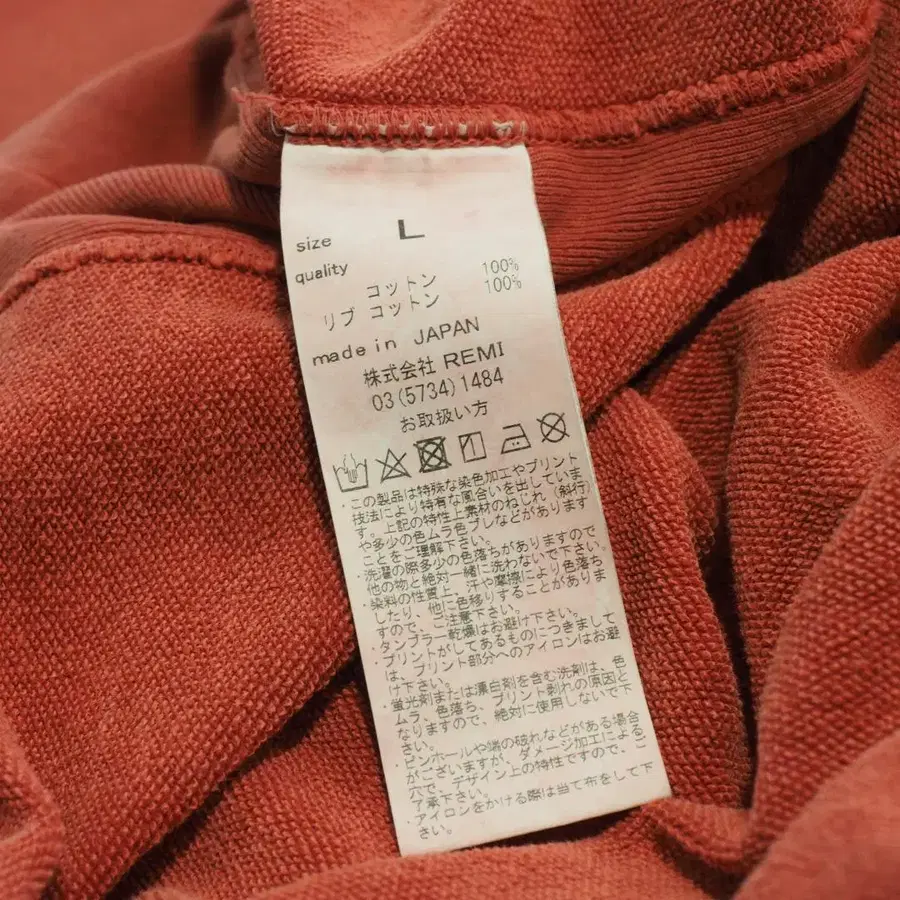 size L
quality
コットン 100%
リブ コットン 100%
made in JAPAN
株式会社 REMI
03(5734)1484
お取扱い方
・この製品は特殊な染色加工やプリント
技法により特有な風合いを出していま
す。上記の特性上素材のねじれ（斜行）
や多少の色ムラ色ブレなどがあります
ことをご理解下さい。
・洗濯の際多少の色落ちがありますので
他の物と絶対一緒に洗わないで下さい。
・染料の性質上、汗や摩擦により色落ち
したり、他に色移りすることがありま
すので、ご注意下さい。
・タンブラー乾燥はお避け下さい。
・プリントがしてあるものにつきまして
は、プリント部分へのアイロンはお避
け下さい。
・蛍光剤または漂白剤を含む洗剤は、色
ムラ、色落ち、プリント剥れの原因と
なりますので、絶対に使用しないで下
さい。
・ピンホールや端の破れなどがある場合
がございますが、ダメージ加工による
穴で、デザイン上の特性ですので、ご
了承下さい。
・アイロンをかける際は当て布をして下
さい。